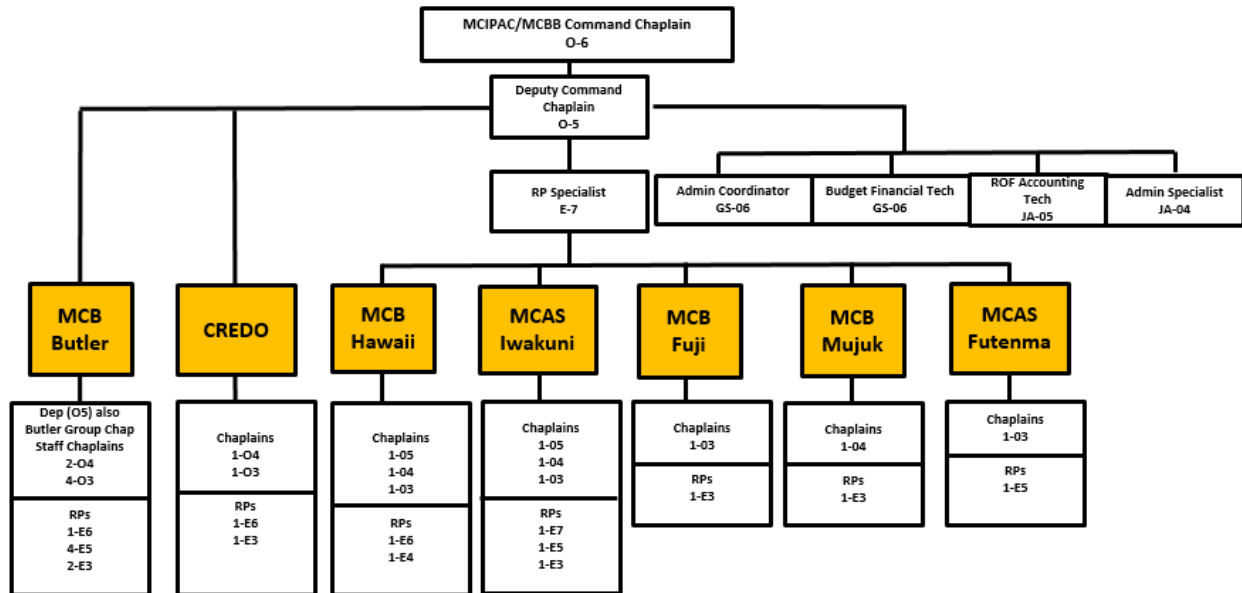 MCIPAC/MCBB Command Chaplain
O-6
Deputy Command
Chaplain
O-5
RP Specialist
E-7
Admin Coordinator
GS-06
Budget Financial Tech
GS-06
ROF Accounting
Tech
JA-05
Admin Specialist
JA-04
MCB
Butler
CREDO
MCB
Hawaii
MCAS
Iwakuni
MCB
Fuji
MCB
Mujuk
MCAS
Futenma
Dep (O5) also
Butler Group Chap
Staff Chaplains
2-O4
4-O3
RPs
1-E6
4-E5
2-E3
Chaplains
1-O4
1-O3
RPs
1-E6
1-E3
Chaplains
1-05
1-04
1-03
RPs
1-E6
1-E4
Chaplains
1-05
1-04
1-03
RPs
1-E7
1-E5
1-E3
Chaplains
1-03
RPs
1-E3
Chaplains
1-04
RPs
1-E3
Chaplains
1-03
RPs
1-E5